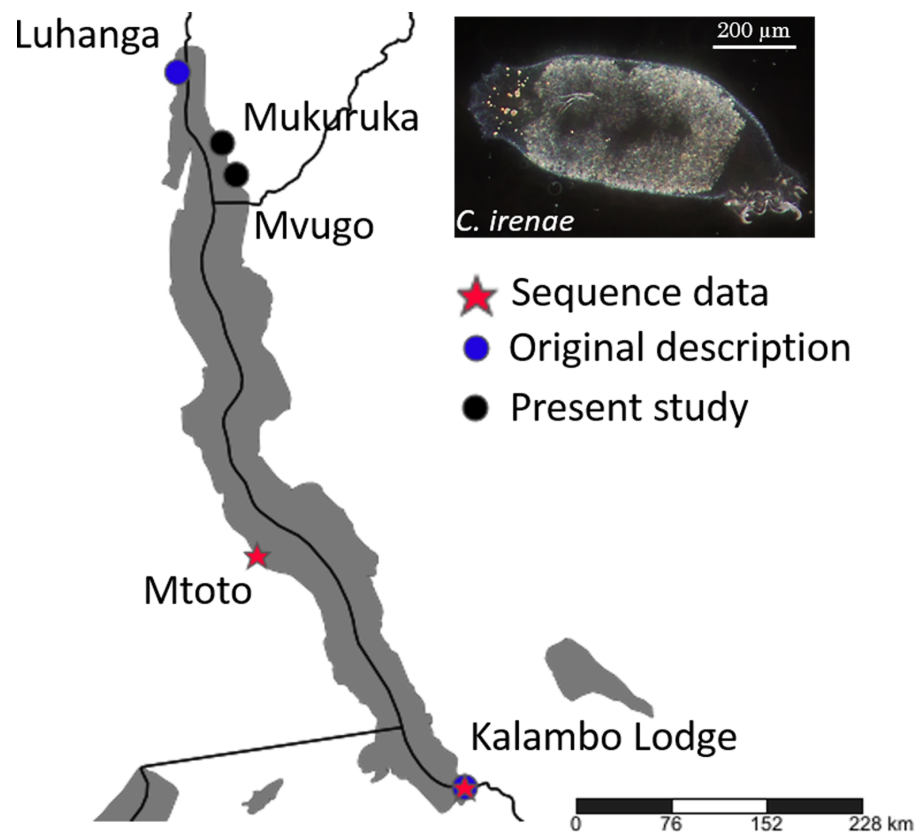 Luhanga
200 µm
Mukuruka
C. irenae
Mvugo
Sequence data
Original description
Present study
Mtoto
Kalambo Lodge
0 76 152 228 km